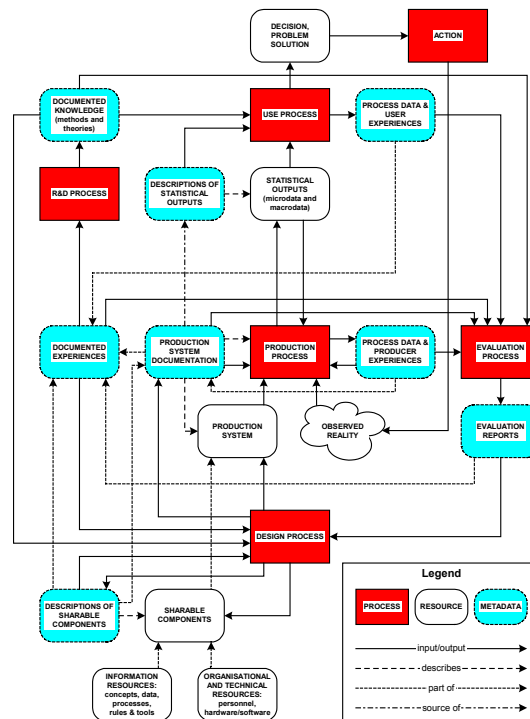 DECISION,
PROBLEM
SOLUTION
ACTION
DOCUMENTED
KNOWLEDGE
(methods and
theories)
USE PROCESS
PROCESS DATA &
USER
EXPERIENCES
R&D PROCESS
DESCRIPTIONS OF
STATISTICAL
OUTPUTS
STATISTICAL
OUTPUTS
(microdata and
macrodata)
DOCUMENTED
EXPERIENCES
PRODUCTION
SYSTEM
DOCUMENTATION
PRODUCTION
PROCESS
PROCESS DATA &
PRODUCER
EXPERIENCES
EVALUATION
PROCESS
PRODUCTION
SYSTEM
OBSERVED
REALITY
EVALUATION
REPORTS
DESIGN PROCESS
DESCRIPTIONS OF
SHARABLE
COMPONENTS
SHARABLE
COMPONENTS
INFORMATION
RESOURCES:
concepts, data,
processes,
rules & tools
ORGANISATIONAL
AND TECHNICAL
RESOURCES:
personnel,
hardware/software
Legend
PROCESS
RESOURCE
METADATA
input/output
describes
part of
source of